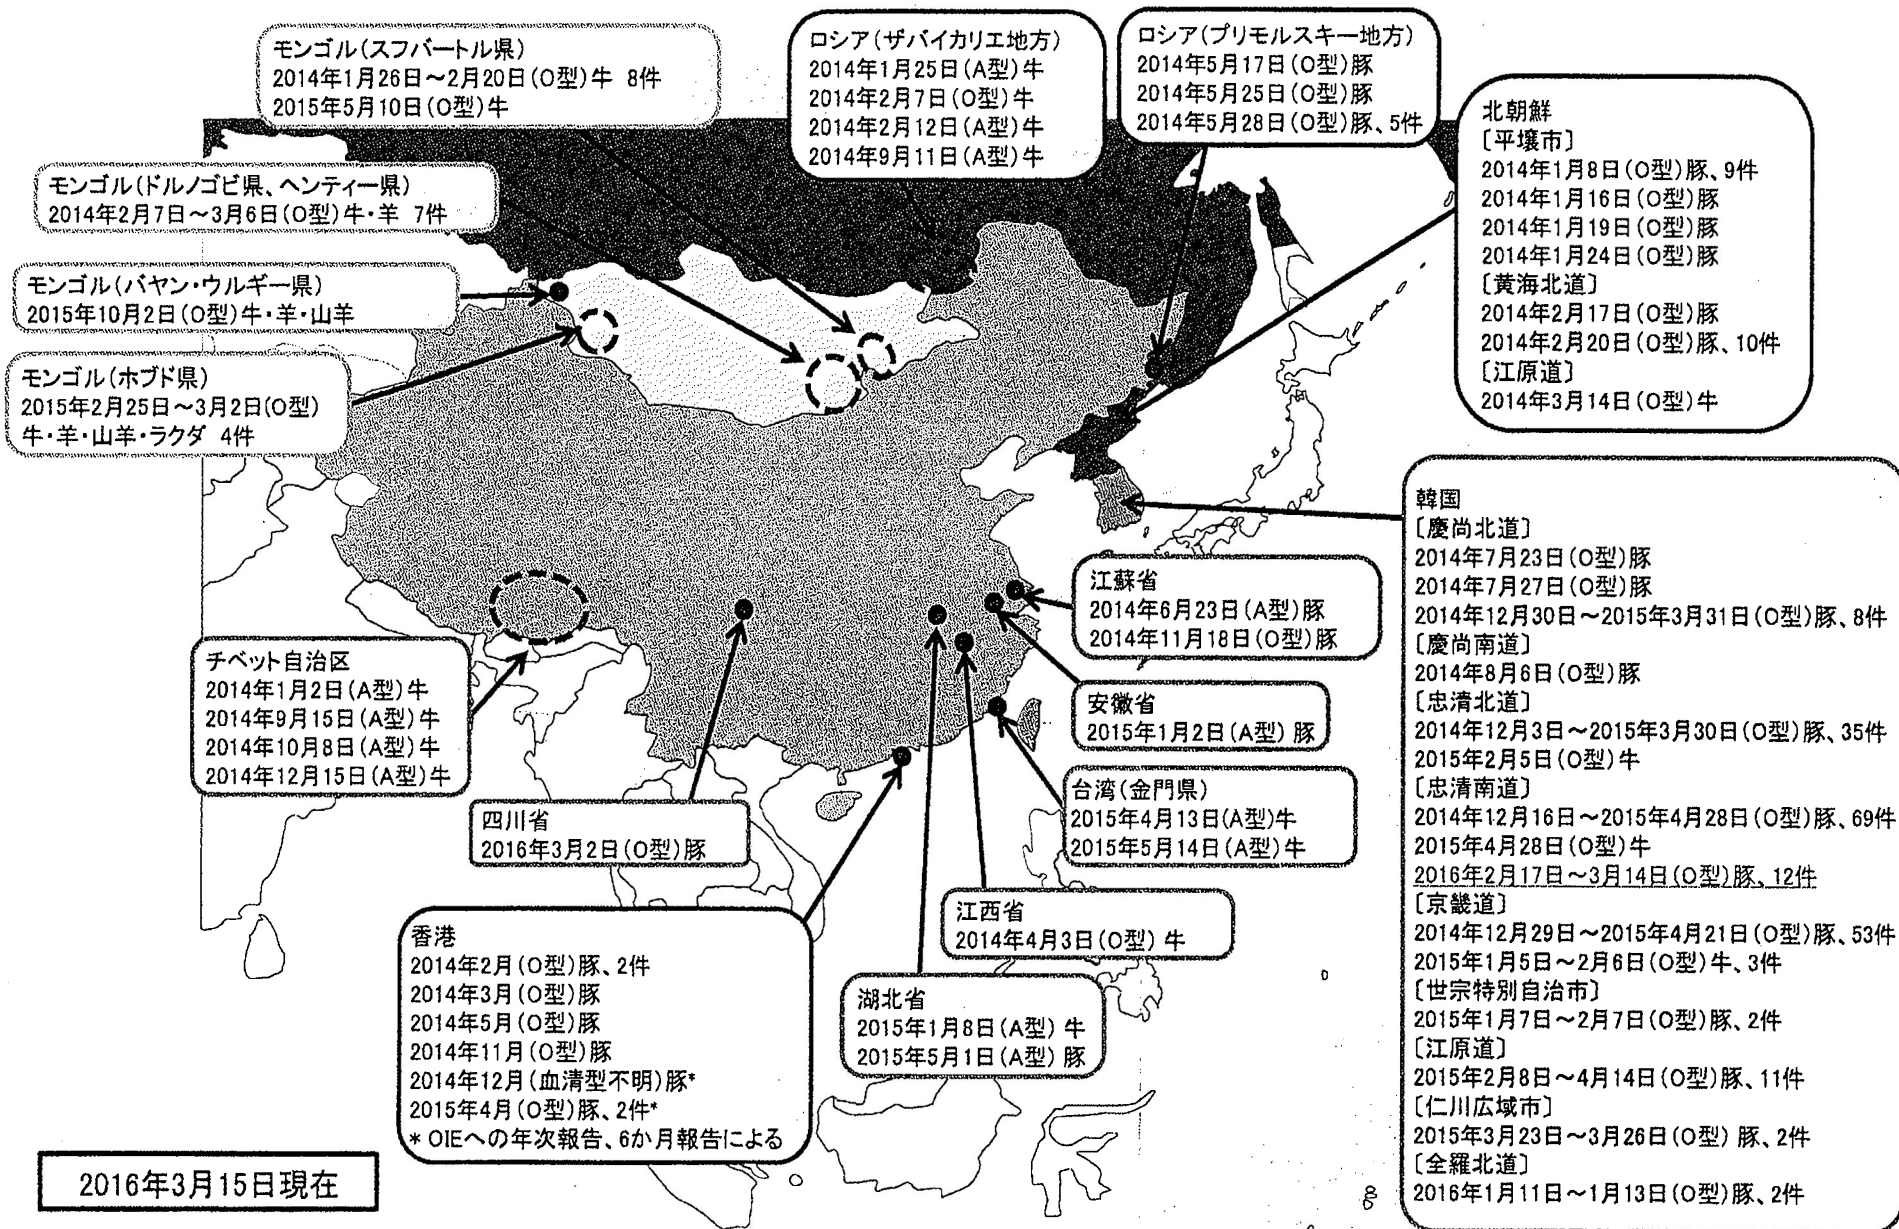 モンゴル(スフバートル県)
2014年1月26日～2月20日(O型)牛 8件
2015年5月10日(O型)牛
ロシア(ザバイカリエ地方)
2014年1月25日(A型)牛
2014年2月7日(O型)牛
2014年2月12日(A型)牛
2014年9月11日(A型)牛
ロシア(プリモルスキー地方)
2014年5月17日(O型)豚
2014年5月25日(O型)豚
2014年5月28日(O型)豚、5件
北朝鮮
〔平壌市〕
2014年1月8日(O型)豚、9件
2014年1月16日(O型)豚
2014年1月19日(O型)豚
2014年1月24日(O型)豚
〔黄海北道〕
2014年2月17日(O型)豚
2014年2月20日(O型)豚、10件
〔江原道〕
2014年3月14日(O型)牛
モンゴル(ドルノゴビ県、ヘンティー県)
2014年2月7日～3月6日(O型)牛・羊 7件
モンゴル(バヤン・ウルギー県)
2015年10月2日(O型)牛・羊・山羊
モンゴル(ホブド県)
2015年2月25日～3月2日(O型)
牛・羊・山羊・ラクダ 4件
韓国
〔慶尚北道〕
2014年7月23日(O型)豚
2014年7月27日(O型)豚
2014年12月30日～2015年3月31日(O型)豚、8件
〔慶尚南道〕
2014年8月6日(O型)豚
〔忠清北道〕
2014年12月3日～2015年3月30日(O型)豚、35件
2015年2月5日(O型)牛
〔忠清南道〕
2014年12月16日～2015年4月28日(O型)豚、69件
2015年4月28日(O型)牛
2016年2月17日～3月14日(O型)豚、12件
〔京畿道〕
2014年12月29日～2015年4月21日(O型)豚、53件
2015年1月5日～2月6日(O型)牛、3件
〔世宗特別自治市〕
2015年1月7日～2月7日(O型)豚、2件
〔江原道〕
2015年2月8日～4月14日(O型)豚、11件
〔仁川広域市〕
2015年3月23日～3月26日(O型) 豚、2件
〔全羅北道〕
2016年1月11日～1月13日(O型)豚、2件
江蘇省
2014年6月23日(A型)豚
2014年11月18日(O型)豚
安徽省
2015年1月2日(A型) 豚
台湾(金門県)
2015年4月13日(A型)牛
2015年5月14日(A型)牛
チベット自治区
2014年1月2日(A型)牛
2014年9月15日(A型)牛
2014年10月8日(A型)牛
2014年12月15日(A型)牛
四川省
2016年3月2日(O型)豚
江西省
2014年4月3日(O型) 牛
湖北省
2015年1月8日(A型) 牛
2015年5月1日(A型) 豚
香港
2014年2月(O型)豚、2件
2014年3月(O型)豚
2014年5月(O型)豚
2014年11月(O型)豚
2014年12月(血清型不明)豚*
2015年4月(O型)豚、2件*
* OIEへの年次報告、6か月報告による
2016年3月15日現在